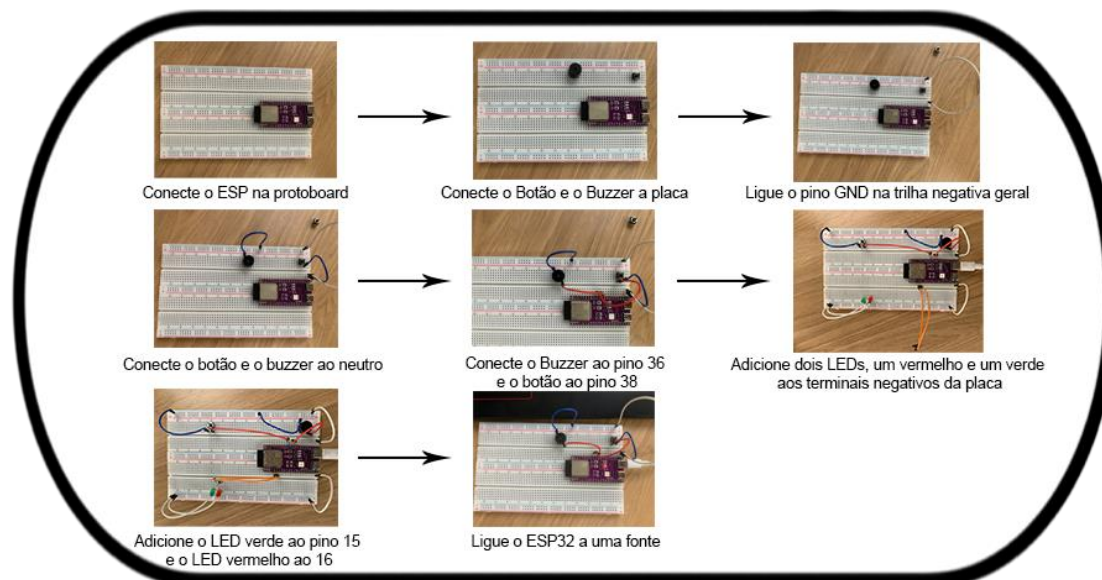 Conecte o ESP na protoboard
Conecte o Botão e o Buzzer a placa
Ligue o pino GND na trilha negativa geral
Conecte o botão e o buzzer ao neutro
Conecte o Buzzer ao pino 36
e o botão ao pino 38
Adicione dois LEDs, um vermelho e um verde
aos terminais negativos da placa
Adicione o LED verde ao pino 15
e o LED vermelho ao 16
Ligue o ESP32 a uma fonte